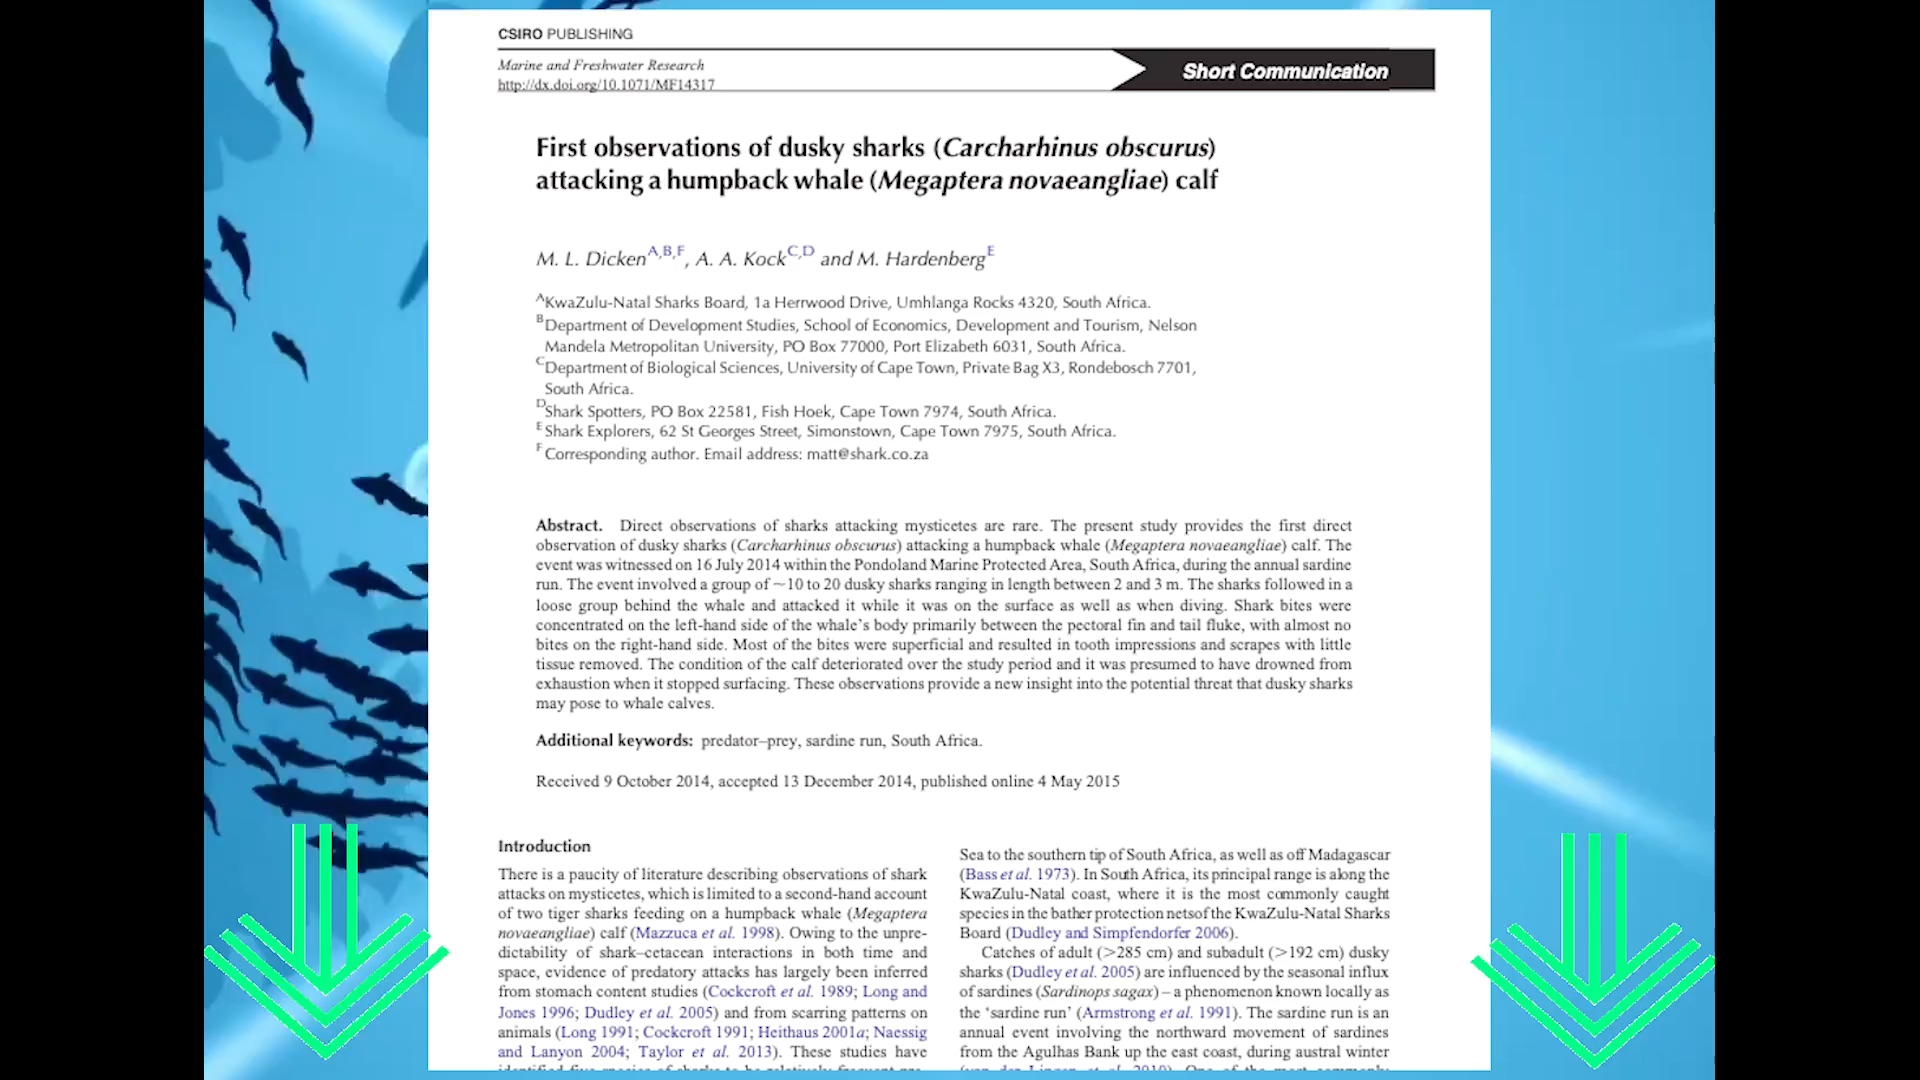 CSIRO PUBLISHING
Marine and Freshwater Research
http://dx.doi.org/10.1071/MF14317
Short Communication
First observations of dusky sharks (Carcharhinus obscurus)
attacking a humpback whale (Megaptera novaeangliae) calf
M. L. Dicken A,B,F, A. A. Kock C,D and M. Hardenberg E
A KwaZulu-Natal Sharks Board, 1a Herrwood Drive, Umhlanga Rocks 4320, South Africa.
B Department of Development Studies, School of Economics, Development and Tourism, Nelson
Mandela Metropolitan University, PO Box 77000, Port Elizabeth 6031, South Africa.
C Department of Biological Sciences, University of Cape Town, Private Bag X3, Rondebosch 7701,
South Africa.
D Shark Spotters, PO Box 22581, Fish Hoek, Cape Town 7974, South Africa.
E Shark Explorers, 62 St Georges Street, Simonstown, Cape Town 7975, South Africa.
F Corresponding author. Email address: matt@shark.co.za
Abstract. Direct observations of sharks attacking mysticetes are rare. The present study provides the first direct
observation of dusky sharks (Carcharhinus obscurus) attacking a humpback whale (Megaptera novaeangliae) calf. The
event was witnessed on 16 July 2014 within the Pondoland Marine Protected Area, South Africa, during the annual sardine
run. The event involved a group of ~10 to 20 dusky sharks ranging in length between 2 and 3 m. The sharks followed in a
loose group behind the whale and attacked it while it was on the surface as well as when diving. Shark bites were
concentrated on the left-hand side of the whale's body primarily between the pectoral fin and tail fluke, with almost no
bites on the right-hand side. Most of the bites were superficial and resulted in tooth impressions and scrapes with little
tissue removed. The condition of the calf deteriorated over the study period and it was presumed to have drowned from
exhaustion when it stopped surfacing. These observations provide a new insight into the potential threat that dusky sharks
may pose to whale calves.
Additional keywords: predator–prey, sardine run, South Africa.
Received 9 October 2014, accepted 13 December 2014, published online 4 May 2015
Introduction
There is a paucity of literature describing observations of shark
attacks on mysticetes, which is limited to a second-hand account
of two tiger sharks feeding on a humpback whale (Megaptera
novaeangliae) calf (Mazzuca et al. 1998). Owing to the unpre-
dictability of shark–cetacean interactions in both time and
space, evidence of predatory attacks has largely been inferred
from stomach content studies (Cockcroft et al. 1989; Long and
Jones 1996; Dudley et al. 2005) and from scarring patterns on
animals (Long 1991; Cockcroft 1991; Heithaus 2001a; Naessig
and Lanyon 2004; Taylor et al. 2013). These studies have
Sea to the southern tip of South Africa, as well as off Madagascar
(Bass et al. 1973). In South Africa, its principal range is along the
KwaZulu-Natal coast, where it is the most commonly caught
species in the bather protection nets of the KwaZulu-Natal Sharks
Board (Dudley and Simpfendorfer 2006).
Catches of adult (>285 cm) and subadult (>192 cm) dusky
sharks (Dudley et al. 2005) are influenced by the seasonal influx
of sardines (Sardinops sagax) – a phenomenon known locally as
the 'sardine run' (Armstrong et al. 1991). The sardine run is an
annual event involving the northward movement of sardines
from the Agulhas Bank up the east coast, during austral winter